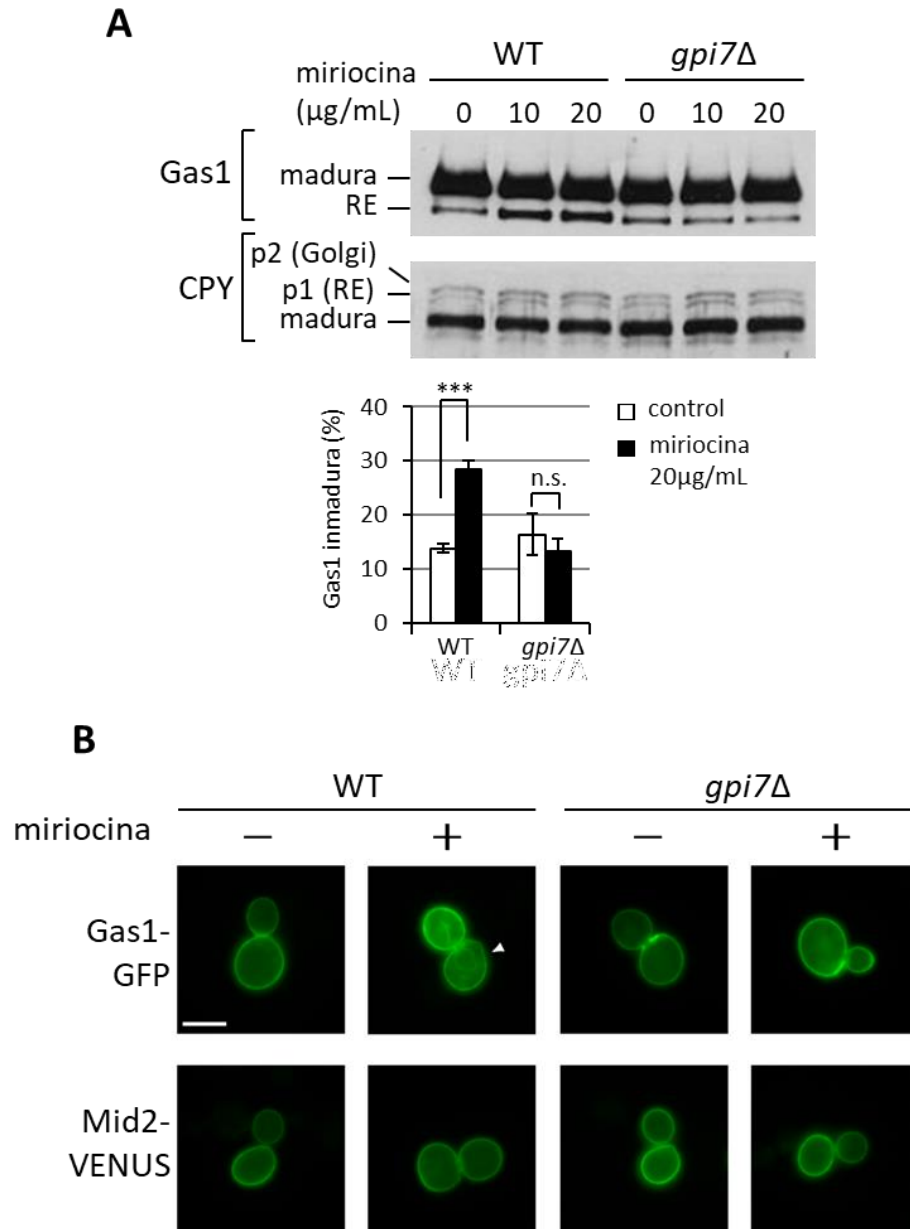 A
WT gpi7Δ
miriocina
(µg/mL) 0 10 20 0 10 20
Gas1
madura
RE
CPY
p2 (Golgi)
p1 (RE)
madura
***
n.s.
control
miriocina
20µg/mL
Gas1 inmadura (%)
40
30
20
10
0
WT gpi7Δ
WT gpi7Δ
B
WT gpi7Δ
miriocina − + − +
Gas1-
GFP
Mid2-
VENUS